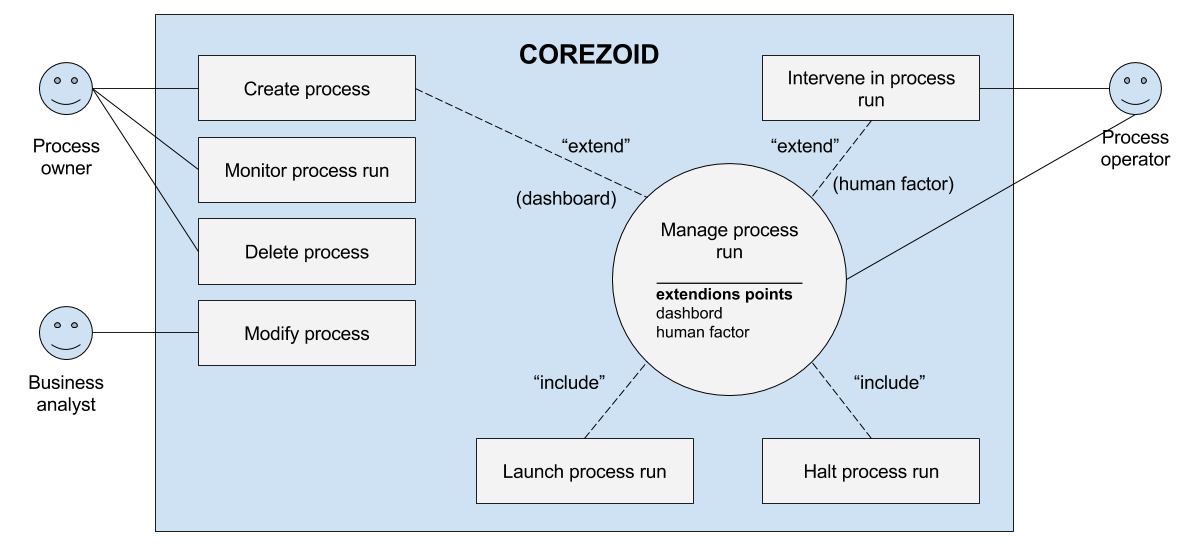 COREZOID
Create process
Intervene in process
run
Process
owner
Process
operator
"extend"
"extend"
Monitor process run
(human factor)
(dashboard)
Manage process
run
Delete process
extendions points
dashbord
human factor
Modify process
Business
analyst
"include"
"include"
Launch process run
Halt process run